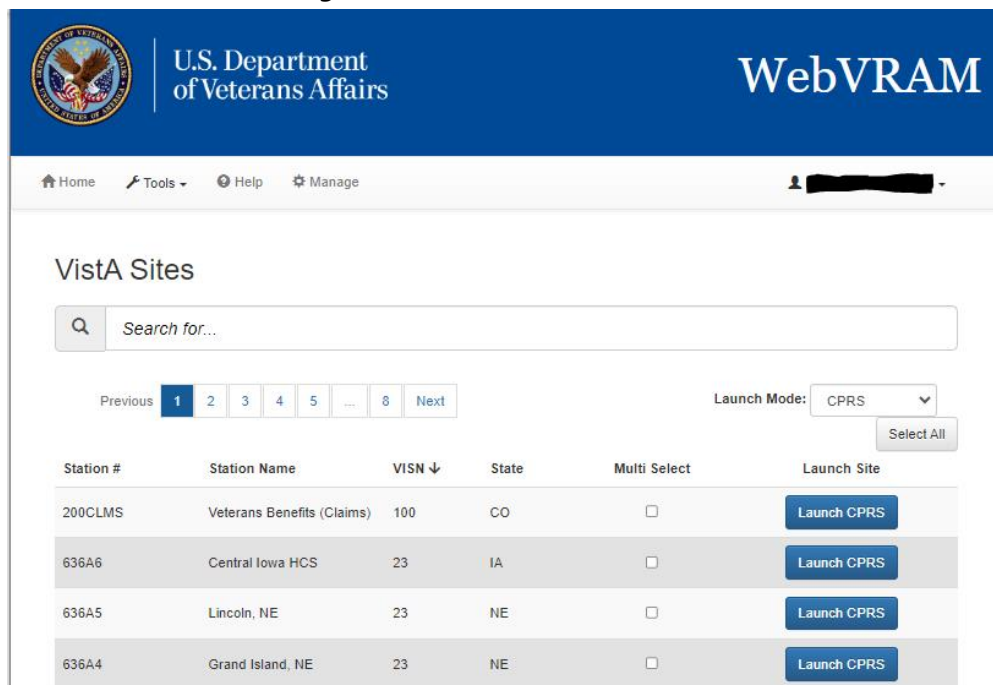 U.S. Department
of Veterans Affairs
WebVRAM
Home Tools Help Manage
VistA Sites
Search for...
Previous 1 2 3 4 5 ... 8 Next
Launch Mode: CPRS
Select All
Station # Station Name VISN State Multi Select Launch Site
200CLMS Veterans Benefits (Claims) 100 CO Launch CPRS
636A6 Central Iowa HCS 23 IA Launch CPRS
636A5 Lincoln, NE 23 NE Launch CPRS
636A4 Grand Island, NE 23 NE Launch CPRS